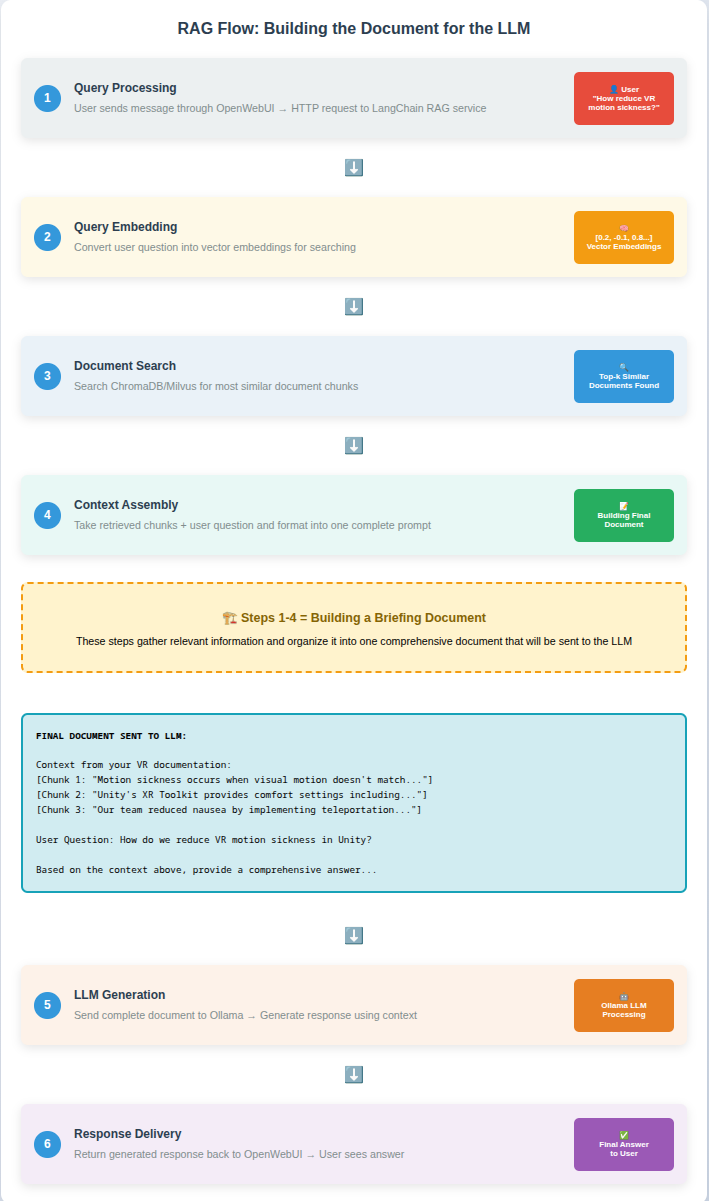 RAG Flow: Building the Document for the LLM
1
Query Processing
User sends message through OpenWebUI → HTTP request to LangChain RAG service
👤 User
"How reduce VR
motion sickness?"
⬇️
2
Query Embedding
Convert user question into vector embeddings for searching
🧠
[0.2, -0.1, 0.8...]
Vector Embeddings
⬇️
3
Document Search
Search ChromaDB/Milvus for most similar document chunks
🔍
Top-k Similar
Documents Found
⬇️
4
Context Assembly
Take retrieved chunks + user question and format into one complete prompt
📝
Building Final
Document
🏗️ Steps 1-4 = Building a Briefing Document
These steps gather relevant information and organize it into one comprehensive document that will be sent to the LLM
FINAL DOCUMENT SENT TO LLM:
Context from your VR documentation:
[Chunk 1: "Motion sickness occurs when visual motion doesn't match..."]
[Chunk 2: "Unity's XR Toolkit provides comfort settings including..."]
[Chunk 3: "Our team reduced nausea by implementing teleportation..."]
User Question: How do we reduce VR motion sickness in Unity?
Based on the context above, provide a comprehensive answer...
⬇️
5
LLM Generation
Send complete document to Ollama → Generate response using context
🤖
Ollama LLM
Processing
⬇️
6
Response Delivery
Return generated response back to OpenWebUI → User sees answer
✅
Final Answer
to User